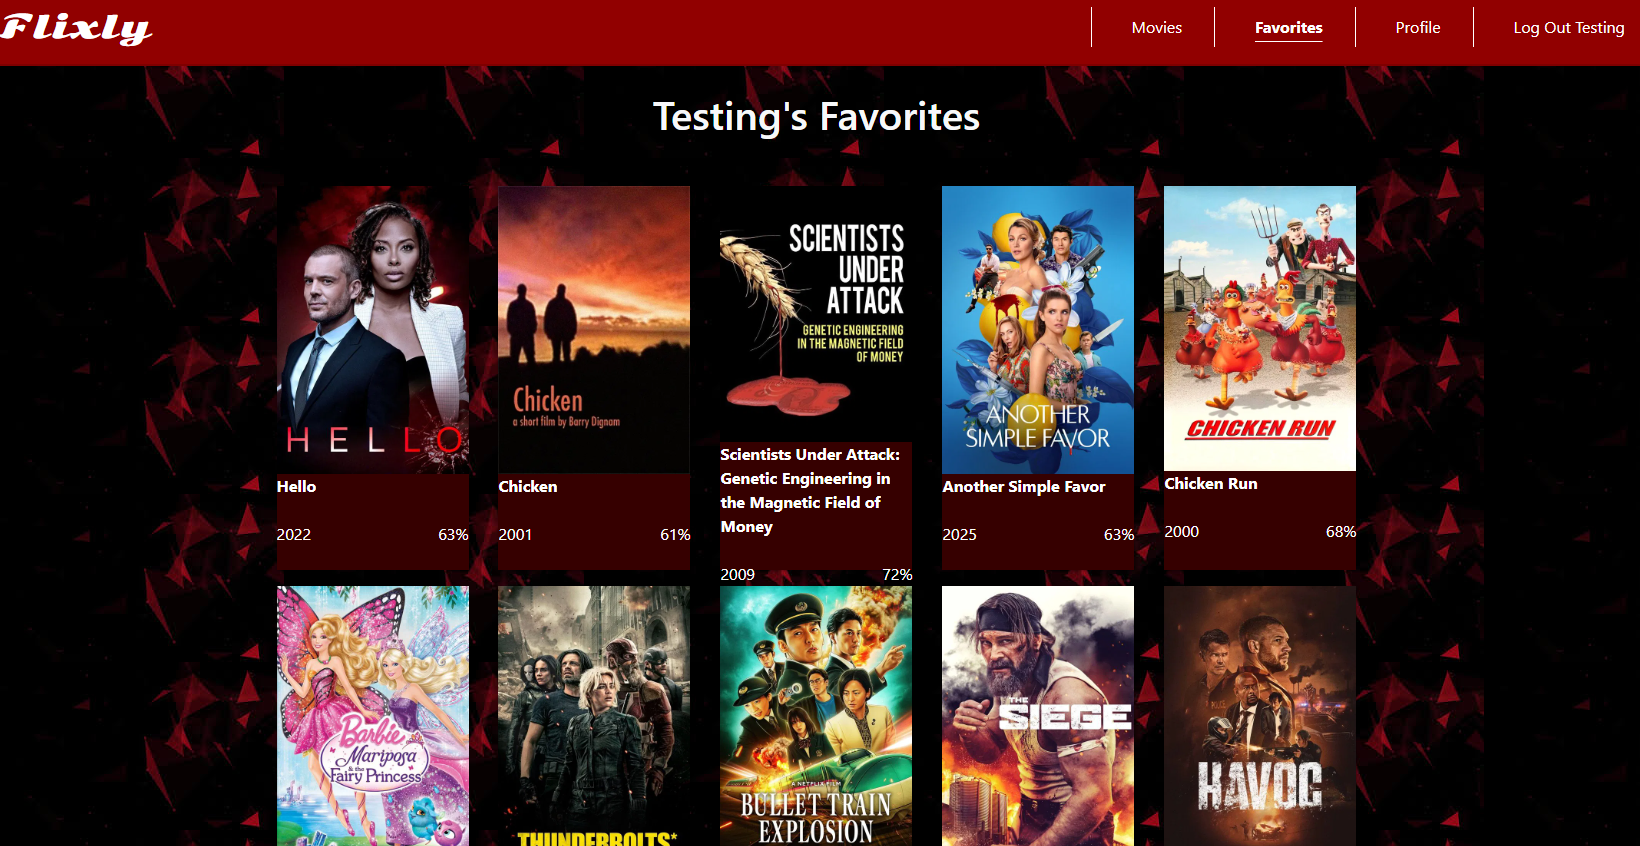 Flixly
Movies
Favorites
Profile
Log Out Testing
Testing's Favorites
HELLO
Hello
2022 63%
Chicken
a short film by Barry Dignam
Chicken
2001 61%
SCIENTISTS
UNDER
ATTACK
GENETIC ENGINEERING
IN THE MAGNETIC FIELD
OF MONEY
Scientists Under Attack:
Genetic Engineering in
the Magnetic Field of
Money
2009 72%
ANOTHER
SIMPLE FAVOR
Another Simple Favor
2025 63%
CHICKEN RUN
Chicken Run
2000 68%
Barbie
Mariposa
& the
Fairy Princess
THUNDERBOLTS*
A NETFLIX FILM
BULLET TRAIN
EXPLOSION
THE
SIEGE
HAVOC